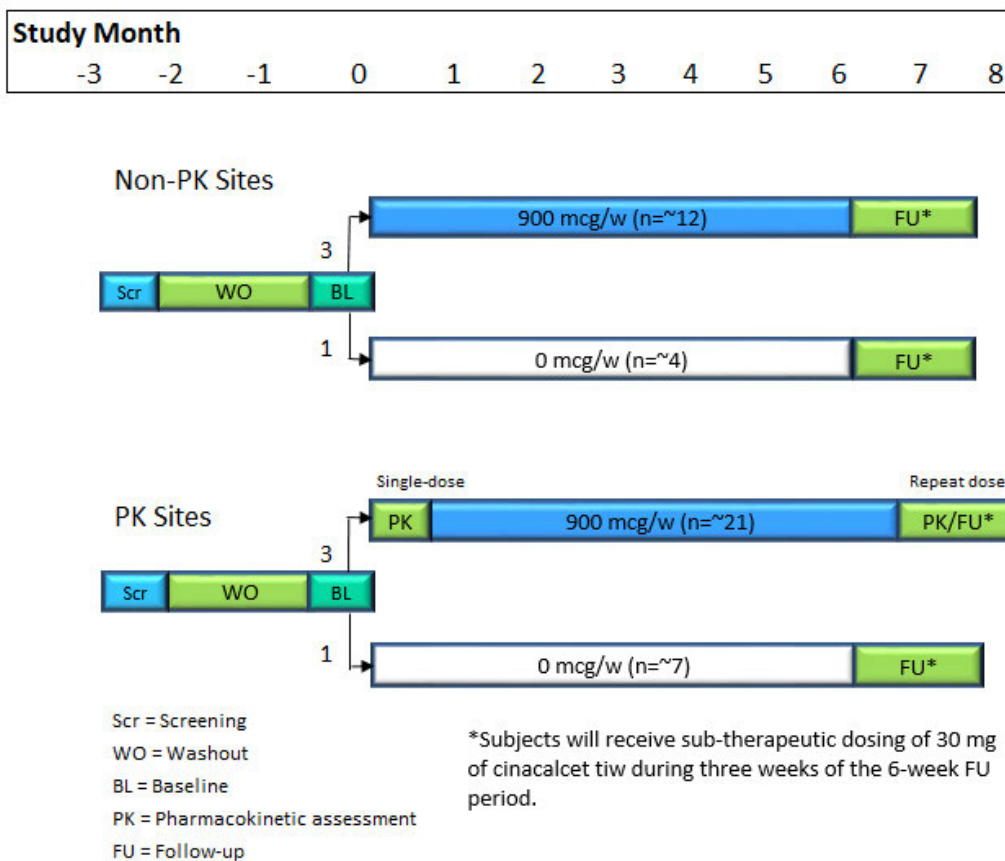 Study Month
-3 -2 -1 0 1 2 3 4 5 6 7 8
Non-PK Sites
900 mcg/w (n=~12) FU*
3
Scr WO BL
1
0 mcg/w (n=~4) FU*
Single-dose Repeat dose
PK Sites
PK 900 mcg/w (n=~21) PK/FU*
3
Scr WO BL
1
0 mcg/w (n=~7) FU*
Scr = Screening
WO = Washout
BL = Baseline
PK = Pharmacokinetic assessment
FU = Follow-up
*Subjects will receive sub-therapeutic dosing of 30 mg
of cinacalcet tiw during three weeks of the 6-week FU
period.